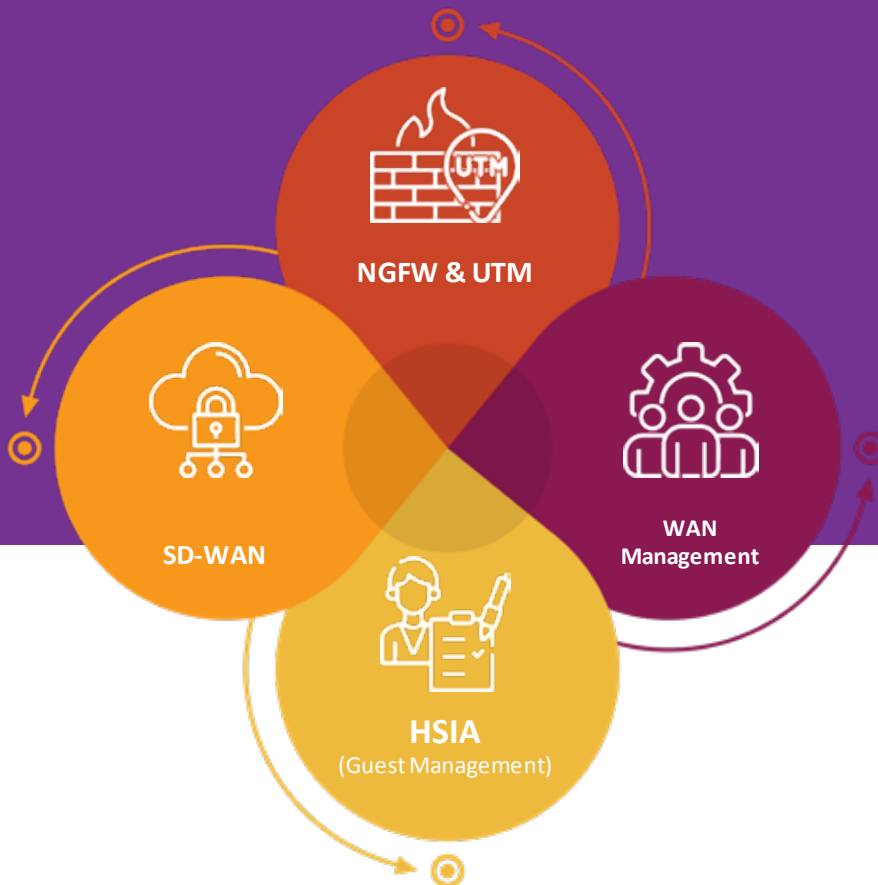 UTM
NGFW & UTM
SD-WAN
WAN
Management
HSIA
(Guest Management)